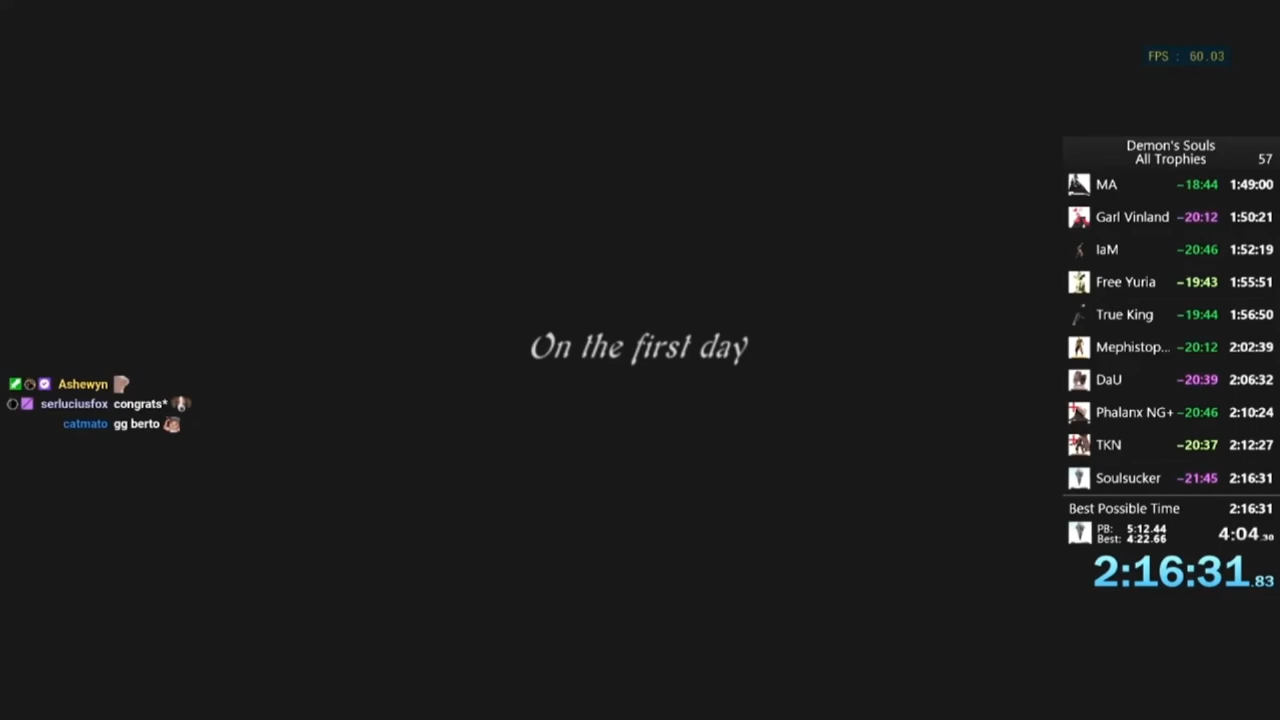 FPS : 60.03
Demon's Souls
All Trophies 57
MA -18:44 1:49:00
Garl Vinland -20:12 1:50:21
IaM -20:46 1:52:19
Free Yuria -19:43 1:55:51
True King -19:44 1:56:50
Mephistop... -20:12 2:02:39
DaU -20:39 2:06:32
Phalanx NG+ -20:46 2:10:24
TKN -20:37 2:12:27
Soulsucker -21:45 2:16:31
Best Possible Time 2:16:31
PB: 5:12.44
Best: 4:22.66
4:04.30
2:16:31.83
On the first day
Ashewyn
serluciusfox congrats*
catmato gg berto